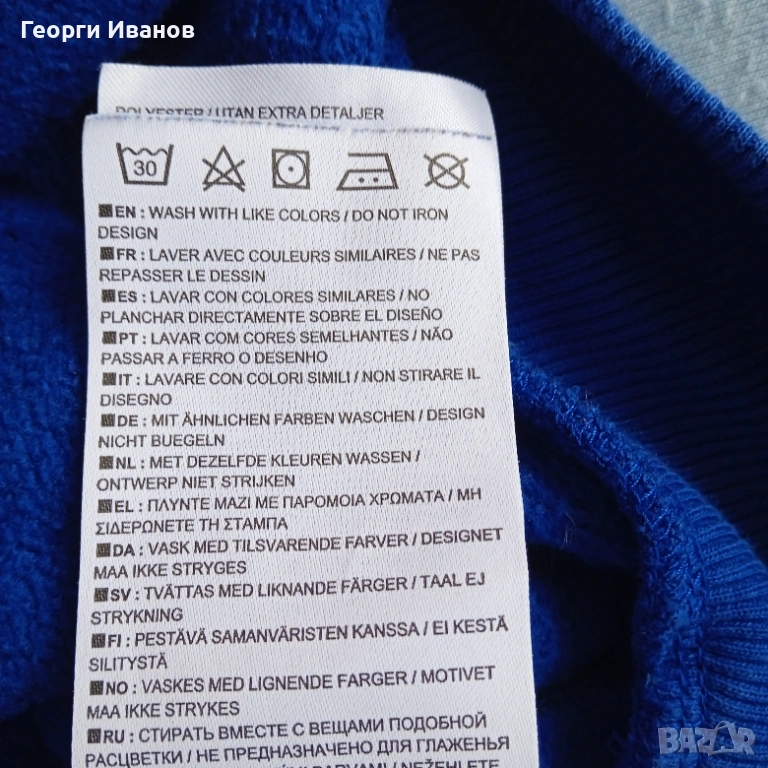 Георги Иванов
POLYESTER / UTAN EXTRA DETALJER
30
EN : WASH WITH LIKE COLORS / DO NOT IRON
DESIGN
FR : LAVER AVEC COULEURS SIMILAIRES / NE PAS
REPASSER LE DESSIN
ES : LAVAR CON COLORES SIMILARES / NO
PLANCHAR DIRECTAMENTE SOBRE EL DISEÑO
PT : LAVAR COM CORES SEMELHANTES / NÃO
PASSAR A FERRO O DESENHO
IT : LAVARE CON COLORI SIMILI / NON STIRARE IL
DISEGNO
DE : MIT ÄHNLICHEN FARBEN WASCHEN / DESIGN
NICHT BUEGELN
NL : MET DEZELFDE KLEUREN WASSEN /
ONTWERP NIET STRIJKEN
EL : ΠΛΥΝΤΕ ΜΑΖΙ ΜΕ ΠΑΡΟΜΟΙΑ ΧΡΩΜΑΤΑ / ΜΗ
ΣΙΔΕΡΩΝΕΤΕ ΤΗ ΣΤΑΜΠΑ
DA : VASK MED TILSVARENDE FARVER / DESIGNET
MAA IKKE STRYGES
SV : TVÄTTAS MED LIKNANDE FÄRGER / TAAL EJ
STRYKNING
FI : PESTÄVÄ SAMANVÄRISTEN KANSSA / EI KESTÄ
SILITYSTÄ
NO : VASKES MED LIGNENDE FARGER / MOTIVET
MAA IKKE STRYKES
RU : СТИРАТЬ ВМЕСТЕ С ВЕЩАМИ ПОДОБНОЙ
РАСЦВЕТКИ / НЕ ПРЕДНАЗНАЧЕНО ДЛЯ ГЛАЖЕНЬЯ
BARVAMI / NEŽEHLETE
BAZAR